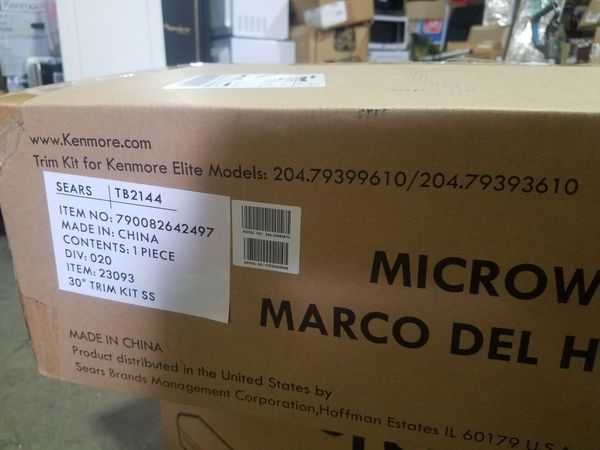 www.Kenmore.com
Trim Kit for Kenmore Elite Models: 204.79399610/204.79393610
SEARS | TB2144
ITEM NO: 790082642497
MADE IN: CHINA
CONTENTS: 1 PIECE
DIV: 020
ITEM: 23093
30" TRIM KIT SS
MICROW
MARCO DEL H
MADE IN CHINA
Product distributed in the United States by
Sears Brands Management Corporation,Hoffman Estates IL 60179 U.S.